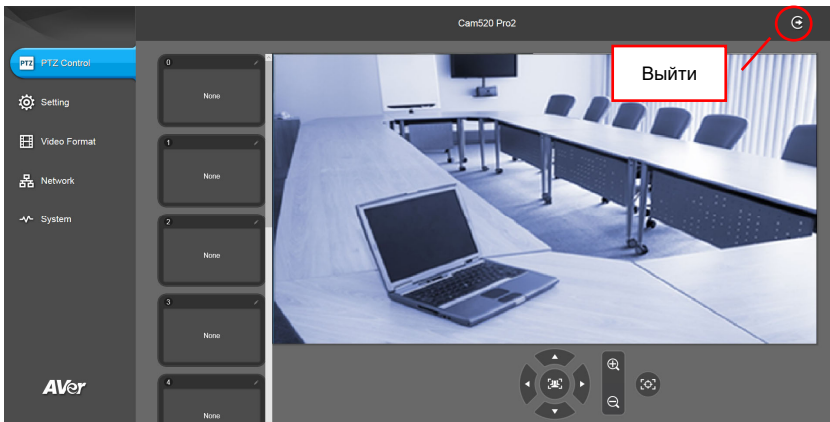 Cam520 Pro2
Выйти
PTZ PTZ Control
Setting
Video Format
Network
System
AVer
0
None
1
None
2
None
3
None
4
None